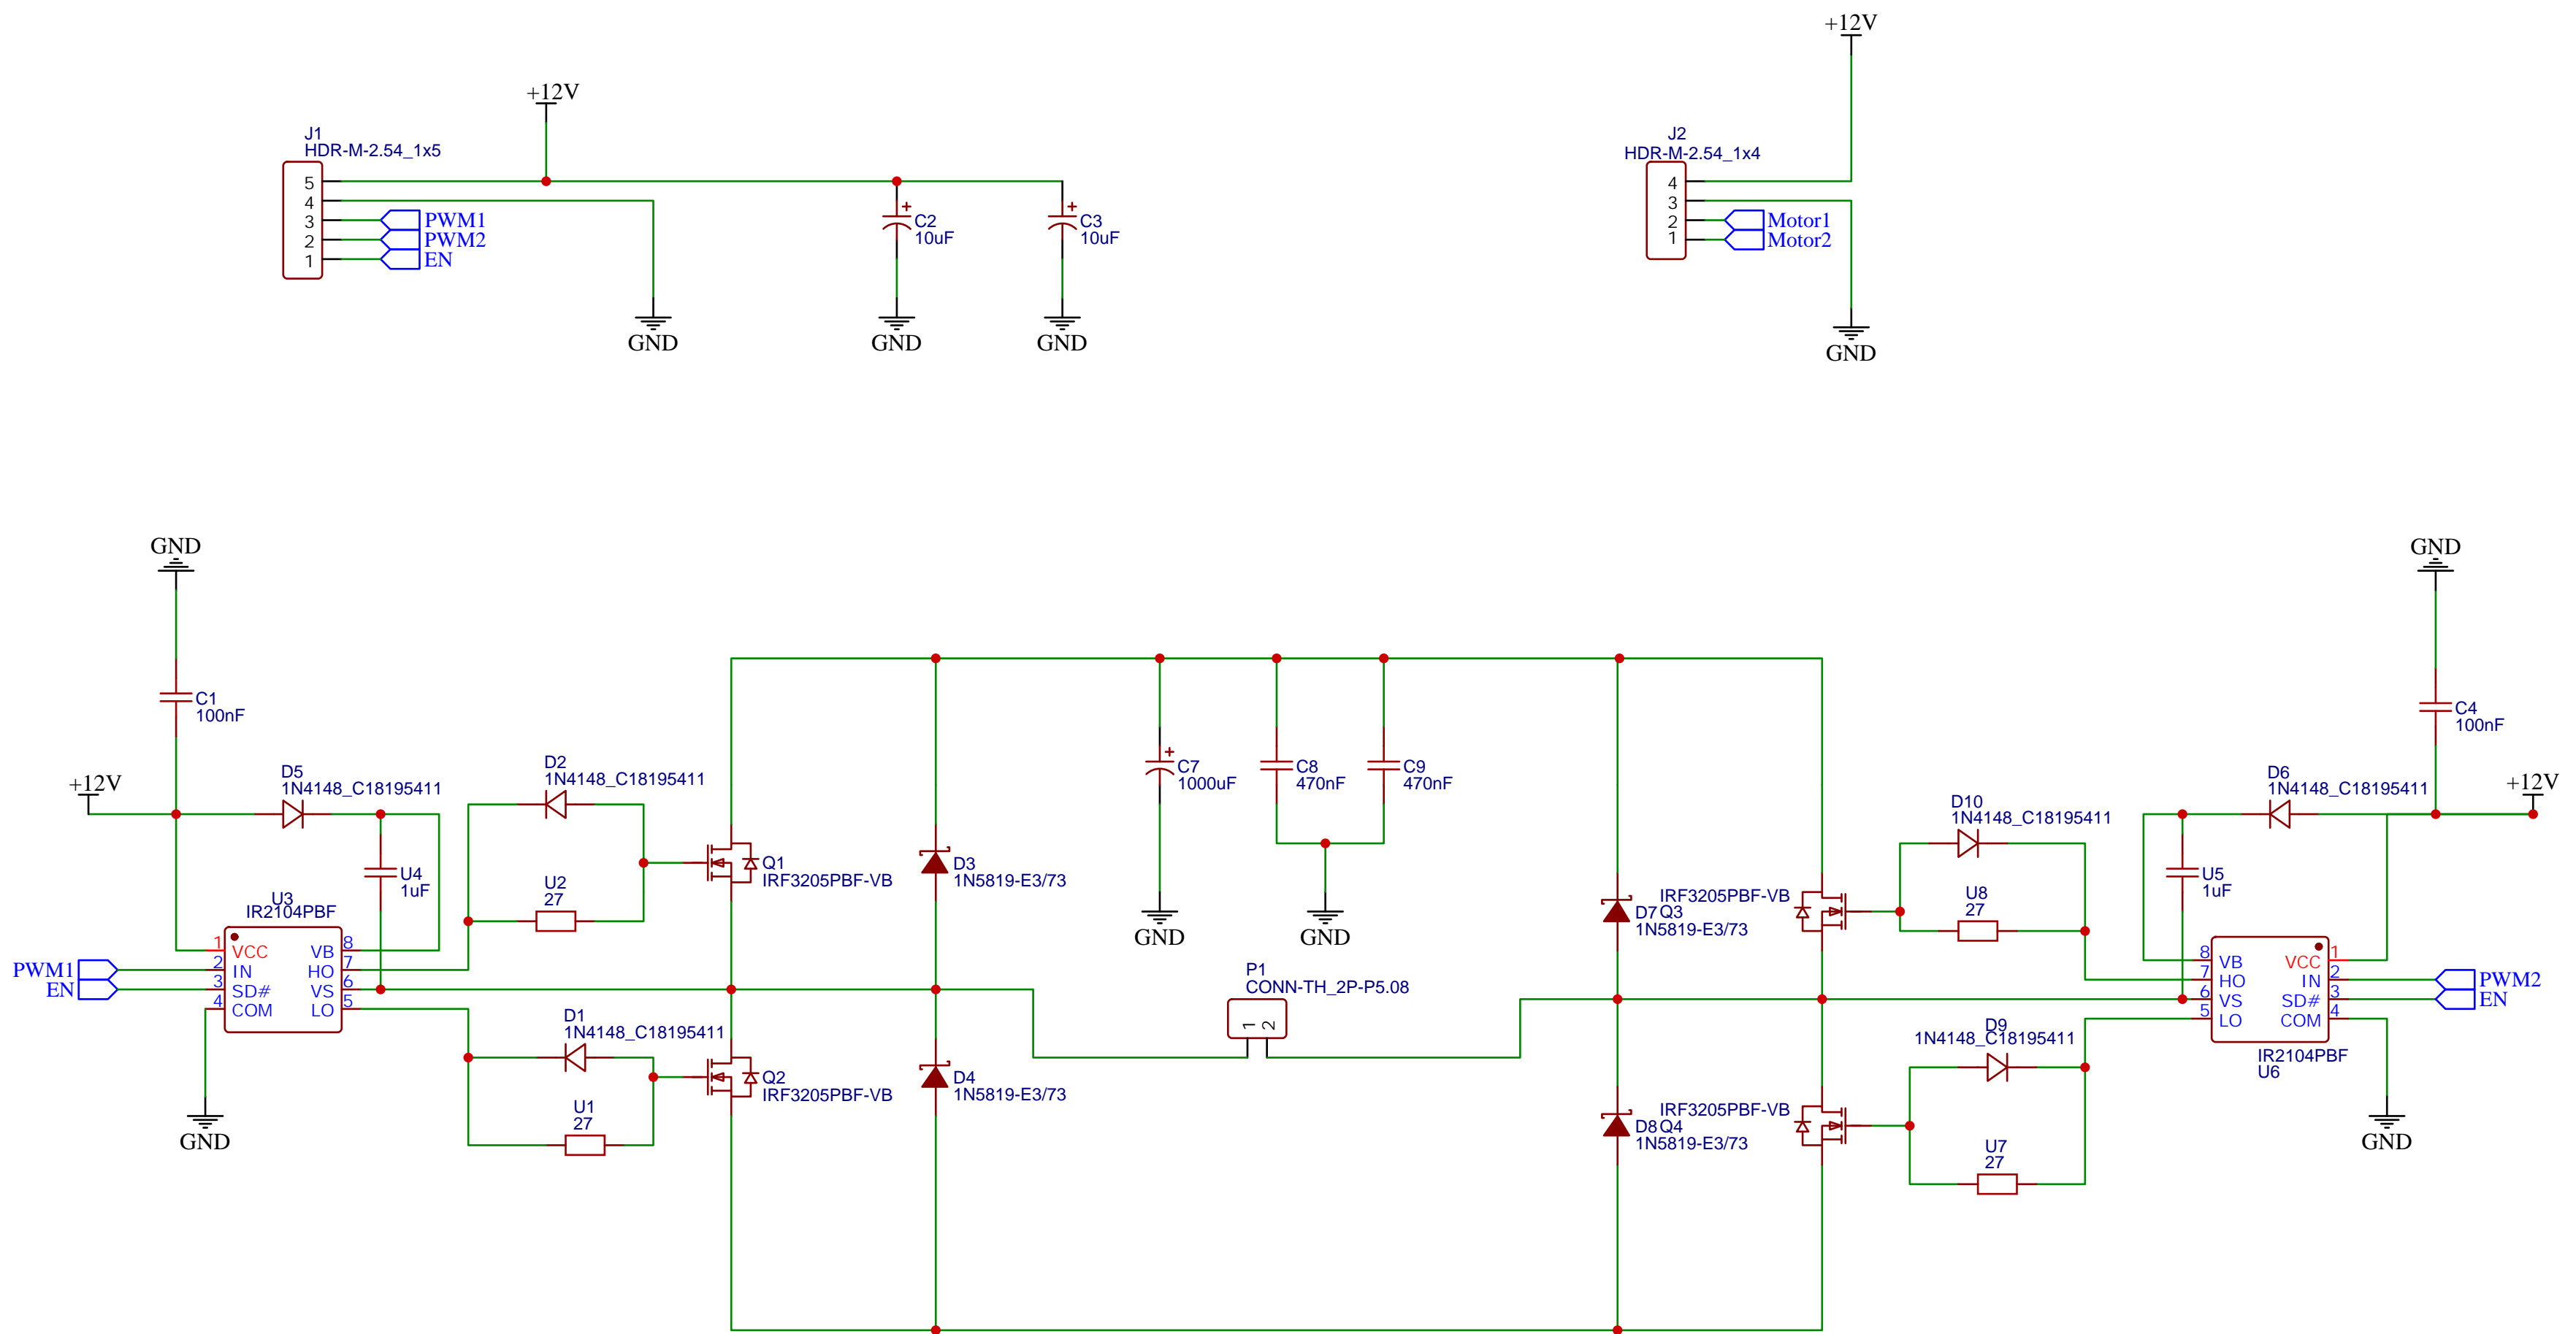 +12V
+12V
J1
HDR-M-2.54_1x5
5
4
3
2
1
PWM1
PWM2
EN
C2
10uF
C3
10uF
GND
GND
GND
J2
HDR-M-2.54_1x4
4
3
2
1
Motor1
Motor2
GND
GND
C1
100nF
+12V
D5
1N4148_C18195411
U4
1uF
U3
IR2104PBF
1
2
3
4
VCC
IN
SD#
COM
VB
HO
VS
LO
8
7
6
5
PWM1
EN
GND
D2
1N4148_C18195411
U2
27
D1
1N4148_C18195411
U1
27
Q1
IRF3205PBF-VB
Q2
IRF3205PBF-VB
D3
1N5819-E3/73
D4
1N5819-E3/73
C7
1000uF
C8
470nF
C9
470nF
GND
GND
P1
CONN-TH_2P-P5.08
1
2
IRF3205PBF-VB
D7Q3
1N5819-E3/73
IRF3205PBF-VB
D8Q4
1N5819-E3/73
D10
1N4148_C18195411
U8
27
D9
1N4148_C18195411
U7
27
GND
C4
100nF
D6
1N4148_C18195411
+12V
U5
1uF
8
7
6
5
VB
HO
VS
LO
VCC
IN
SD#
COM
1
2
3
4
IR2104PBF
U6
PWM2
EN
GND